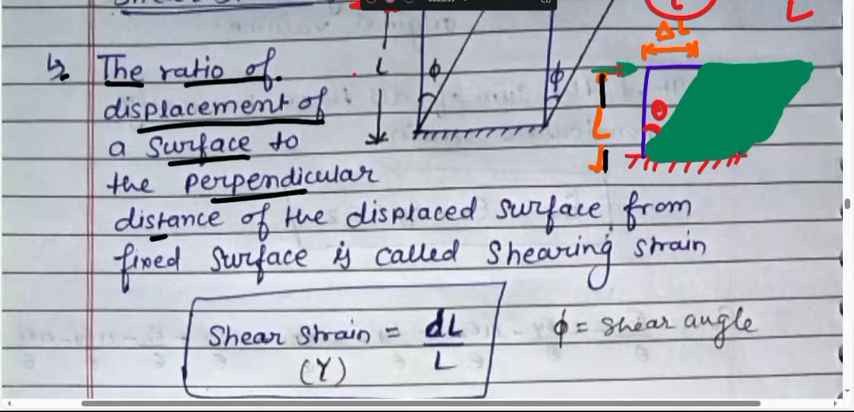 L
ΔL
↳ The ratio of
displacement of
a surface to
the perpendicular
distance of the displaced surface from
fixed surface is called shearing strain
L
φ
φ
θ
L
Shear Strain = dL/L
(γ)
φ = shear angle